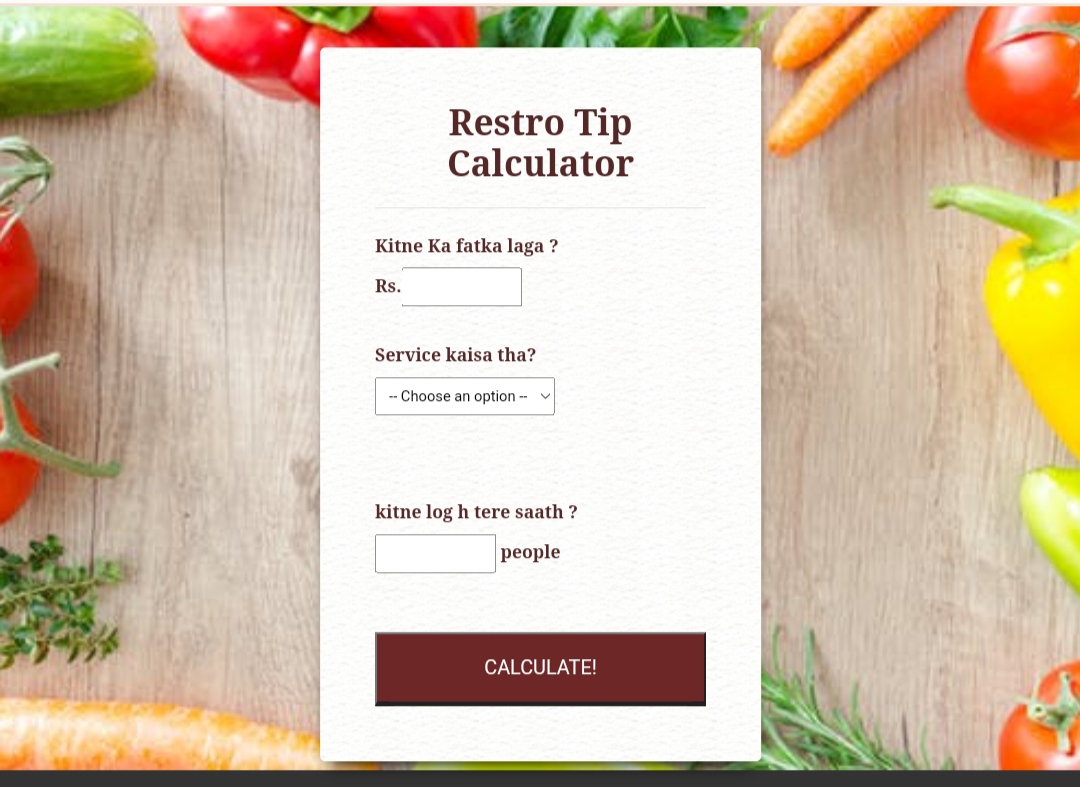 Restro Tip
Calculator
Kitne Ka fatka laga ?
Rs.
Service kaisa tha?
-- Choose an option --
kitne log h tere saath ?
people
CALCULATE!